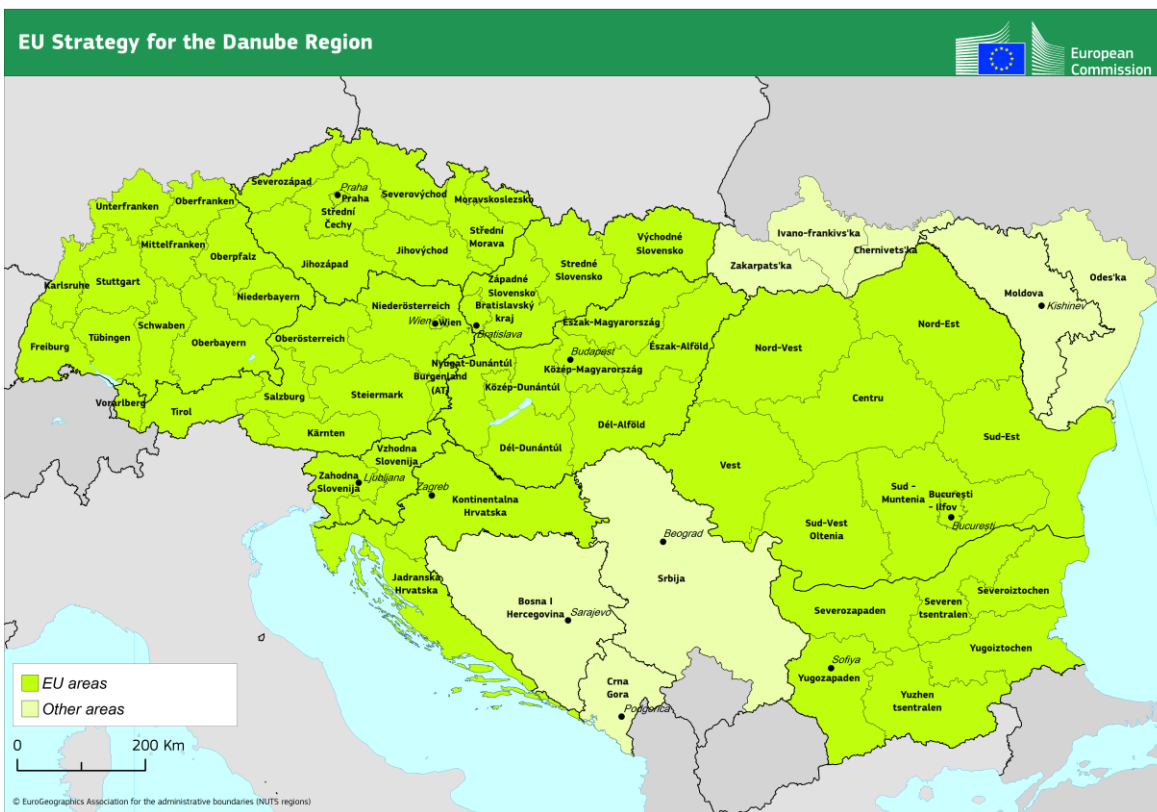 EU Strategy for the Danube Region
European
Commission
Severozápad
Praha
Praha
Severovýchod
Moravskoslezsko
Unterfranken
Oberfranken
Střední
Čechy
Střední
Morava
Východné
Slovensko
Ivano-frankivs'ka
Chernivets'ka
Zakarpats'ka
Odes'ka
Mittelfranken
Oberpfalz
Jihozápad
Jihovýchod
Stredné
Slovensko
Karlsruhe
Stuttgart
Západné
Slovensko
Bratislavský
kraj
Bratislava
Moldova
Kishinev
Niederbayern
Niederösterreich
Wien
Wien
Schwaben
Tübingen
Freiburg
Oberbayern
Oberösterreich
Észak-Magyarország
Észak-Alföld
Nord-Est
Nord-Vest
Budapest
Közép-Magyarország
Nyugat-Dunántúl
Burgenland
(AT)
Közép-Dunántúl
Vorarlberg
Tirol
Salzburg
Steiermark
Kärnten
Centru
Dél-Alföld
Dél-Dunántúl
Sud-Est
Vest
Vzhodna
Slovenija
Zahodna
Slovenija
Ljubljana
Zagreb
Kontinentalna
Hrvatska
Sud -
Muntenia
Bucureşti
- Ilfov
Bucureşti
Sud-Vest
Oltenia
Beograd
Srbija
Jadranska
Hrvatska
Bosna I
Hercegovina
Sarajevo
Severozapaden
Severen
tsentralen
Severoiztochen
Yugoiztochen
Sofiya
Yugozapaden
Yuzhen
tsentralen
Crna
Gora
Podgorica
EU areas
Other areas
0 200 Km
© EuroGeographics Association for the administrative boundaries (NUTS regions)